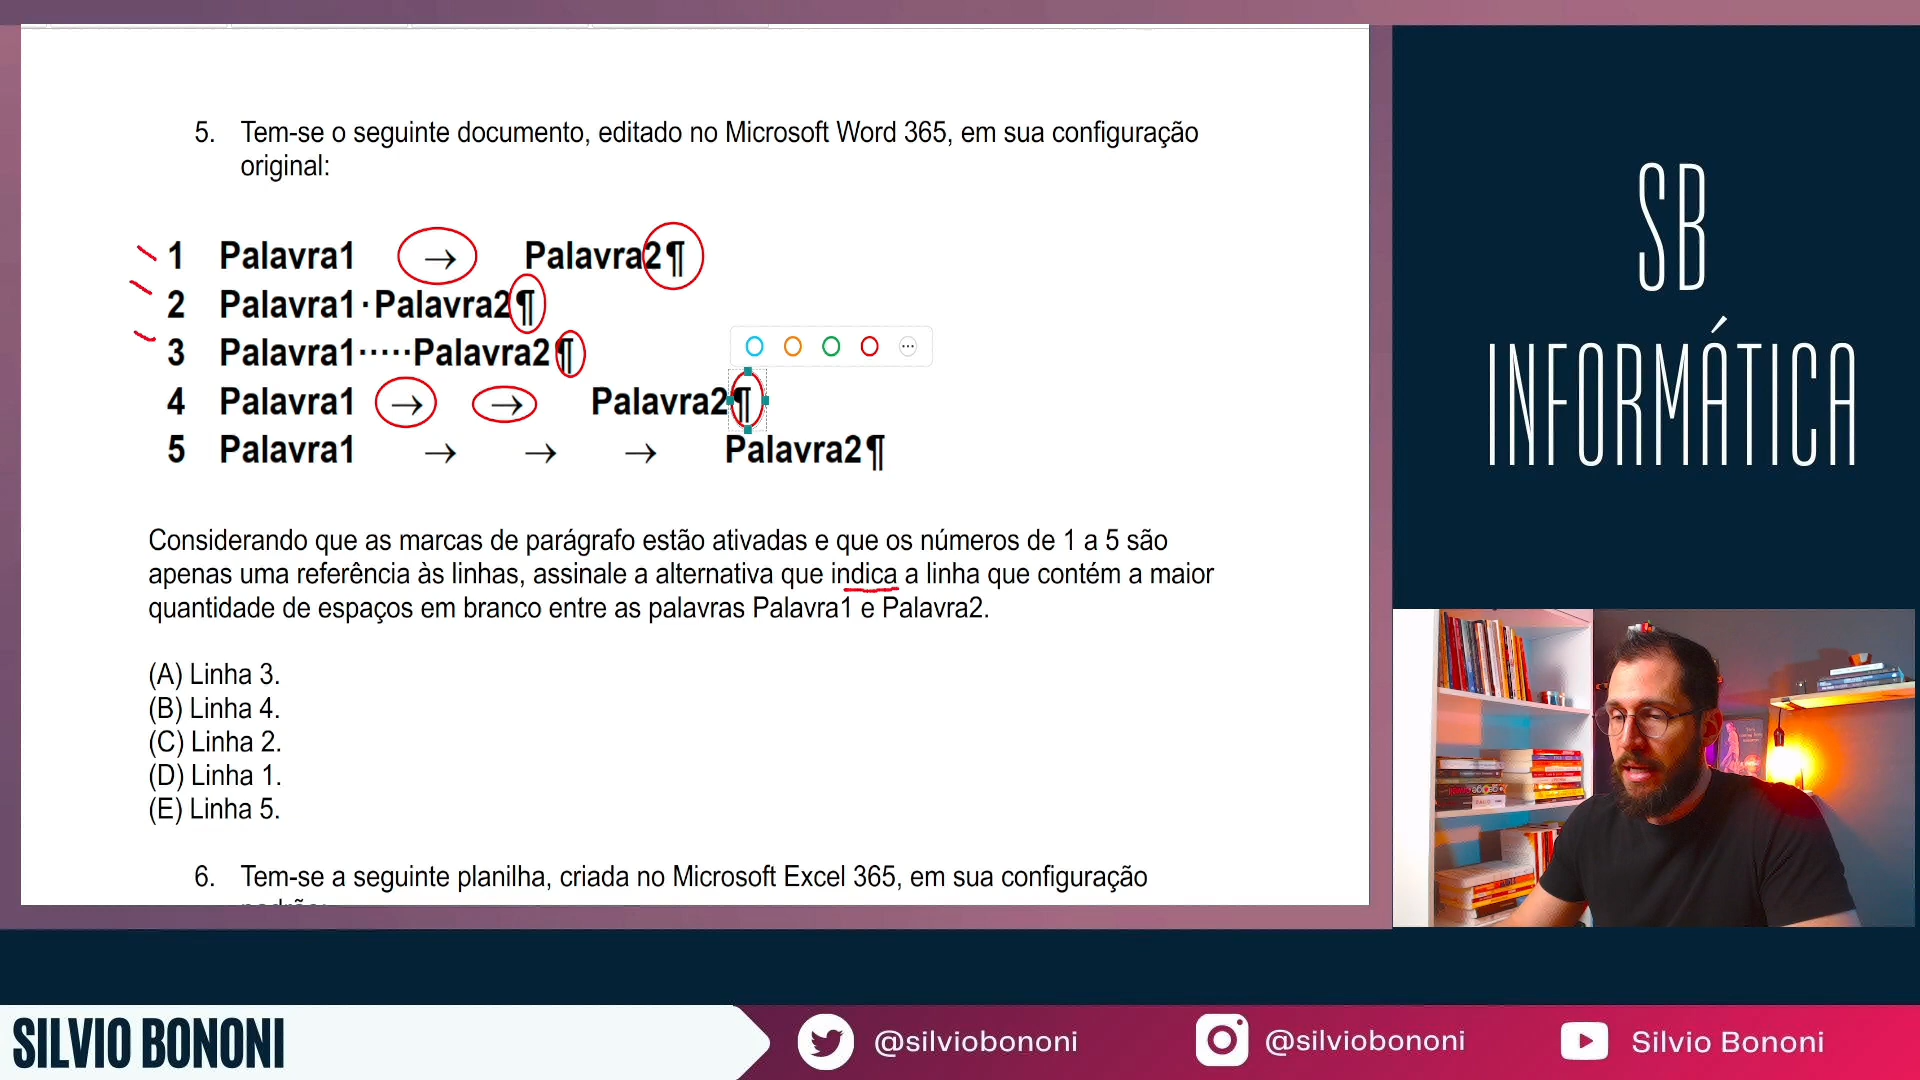 5. Tem-se o seguinte documento, editado no Microsoft Word 365, em sua configuração
original:
1 Palavra1 → Palavra2¶
2 Palavra1·Palavra2¶
3 Palavra1·····Palavra2¶
4 Palavra1 → → Palavra2¶
5 Palavra1 → → → Palavra2¶
Considerando que as marcas de parágrafo estão ativadas e que os números de 1 a 5 são
apenas uma referência às linhas, assinale a alternativa que indica a linha que contém a maior
quantidade de espaços em branco entre as palavras Palavra1 e Palavra2.
(A) Linha 3.
(B) Linha 4.
(C) Linha 2.
(D) Linha 1.
(E) Linha 5.
6. Tem-se a seguinte planilha, criada no Microsoft Excel 365, em sua configuração
SB
INFORMÁTICA
SILVIO BONONI
@silviobononi
@silviobononi
Silvio Bononi